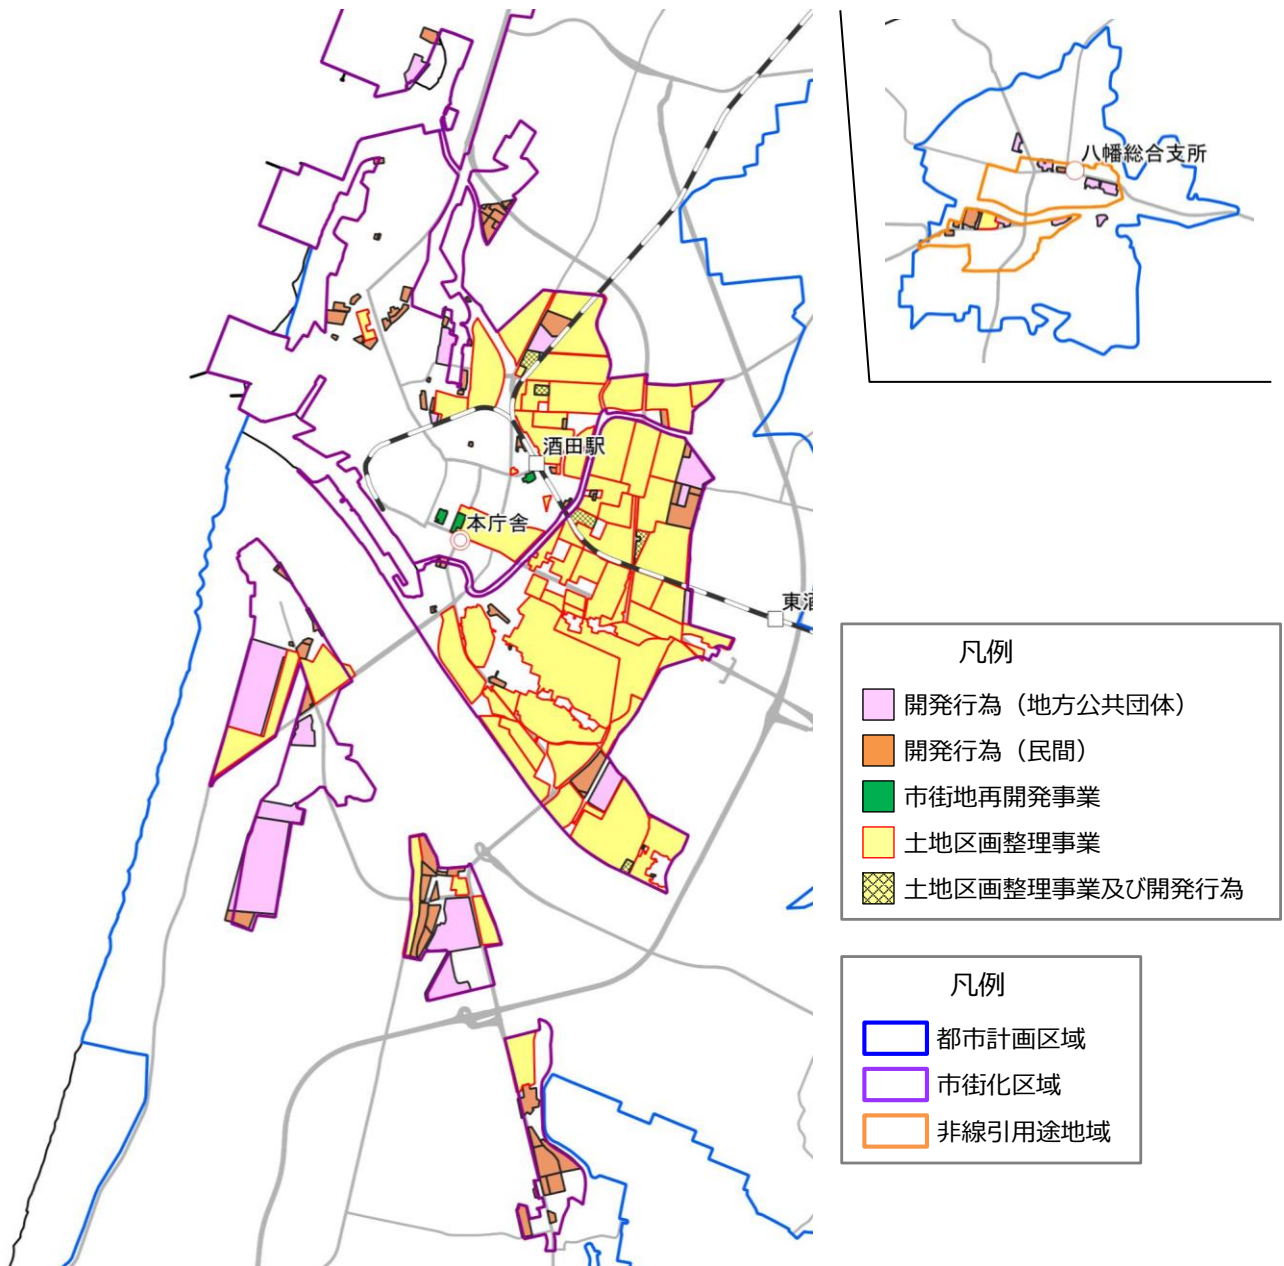 八幡総合支所
酒田駅
本庁舎
東酒
凡例
開発行為（地方公共団体）
開発行為（民間）
市街地再開発事業
土地区画整理事業
土地区画整理事業及び開発行為
凡例
都市計画区域
市街化区域
非線引用途地域